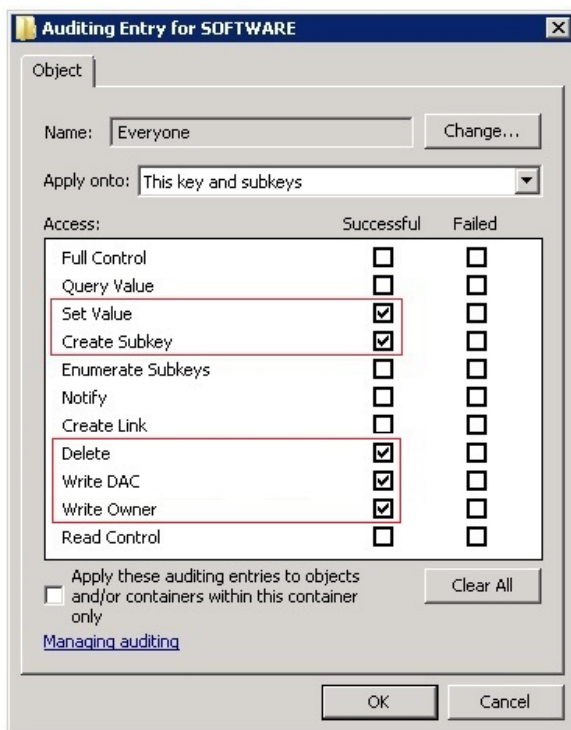 Auditing Entry for SOFTWARE
Object
Name: Everyone Change...
Apply onto: This key and subkeys
Access: Successful Failed
Full Control
Query Value
Set Value
Create Subkey
Enumerate Subkeys
Notify
Create Link
Delete
Write DAC
Write Owner
Read Control
Apply these auditing entries to objects
and/or containers within this container
only
Clear All
Managing auditing
OK Cancel